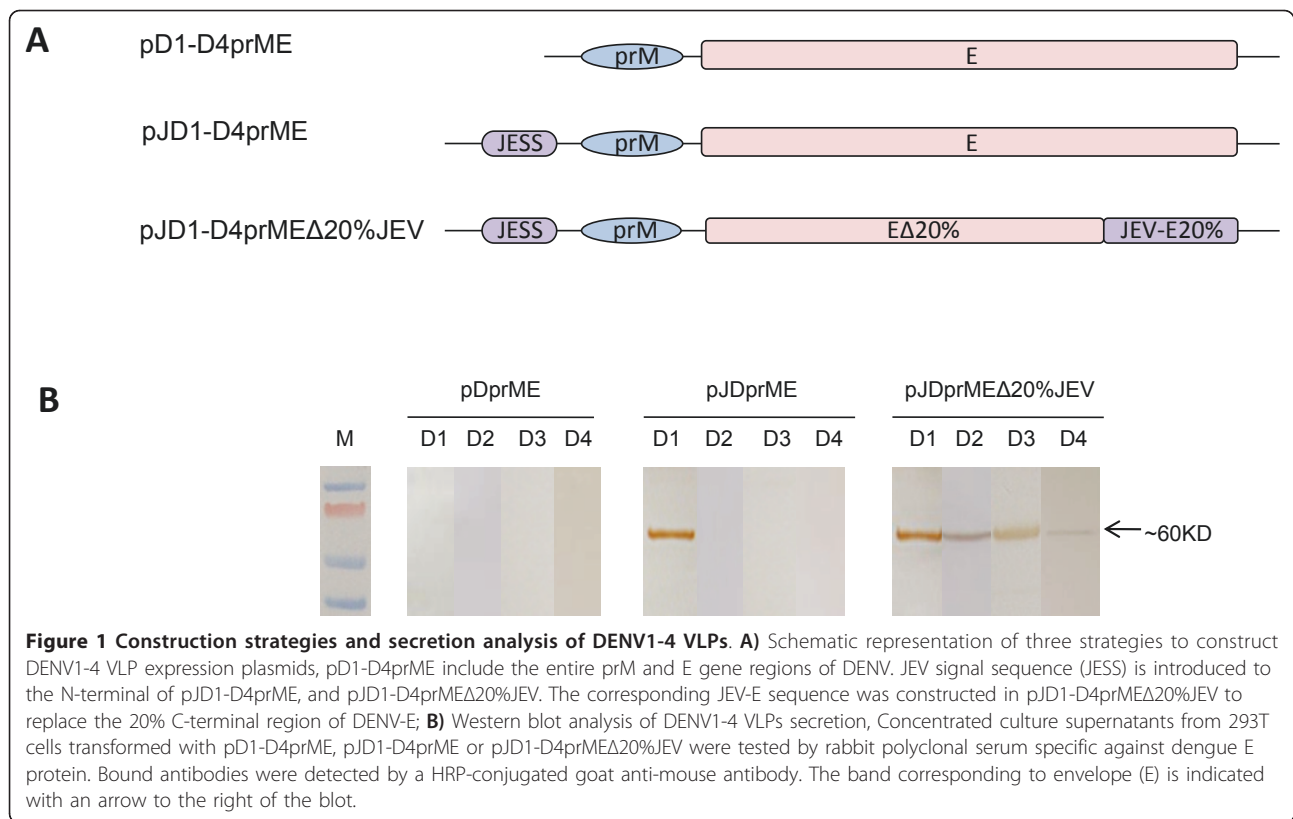 A
pD1-D4prME
prM
E
pJD1-D4prME
JESS
prM
E
pJD1-D4prMEΔ20%JEV
JESS
prM
EΔ20%
JEV-E20%
B
pDprME
pJDprME
pJDprMEΔ20%JEV
M
D1 D2 D3 D4
D1 D2 D3 D4
D1 D2 D3 D4
~60KD
Figure 1 Construction strategies and secretion analysis of DENV1-4 VLPs. A) Schematic representation of three strategies to construct
DENV1-4 VLP expression plasmids, pD1-D4prME include the entire prM and E gene regions of DENV. JEV signal sequence (JESS) is introduced to
the N-terminal of pJD1-D4prME, and pJD1-D4prMEΔ20%JEV. The corresponding JEV-E sequence was constructed in pJD1-D4prMEΔ20%JEV to
replace the 20% C-terminal region of DENV-E; B) Western blot analysis of DENV1-4 VLPs secretion, Concentrated culture supernatants from 293T
cells transformed with pD1-D4prME, pJD1-D4prME or pJD1-D4prMEΔ20%JEV were tested by rabbit polyclonal serum specific against dengue E
protein. Bound antibodies were detected by a HRP-conjugated goat anti-mouse antibody. The band corresponding to envelope (E) is indicated
with an arrow to the right of the blot.